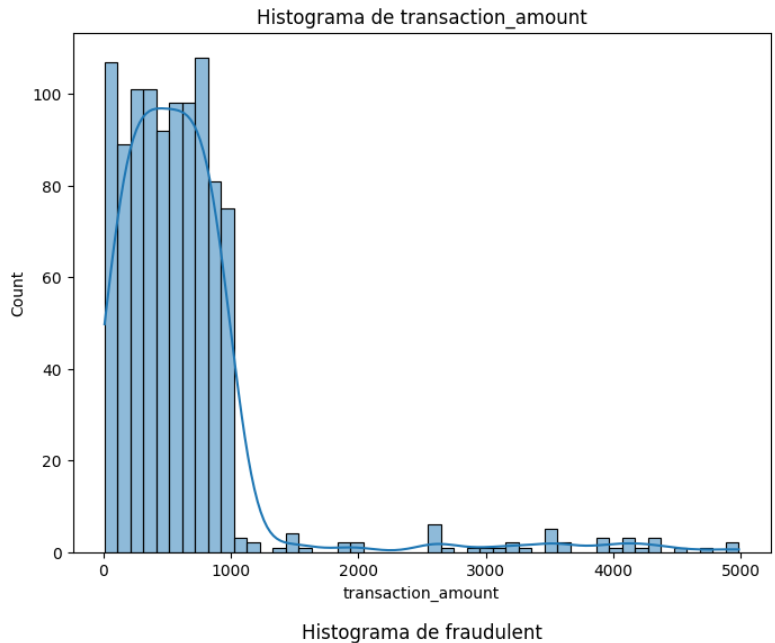 Histograma de transaction_amount
100
80
60
40
20
0
Count
0 1000 2000 3000 4000 5000
transaction_amount
Histograma de fraudulent